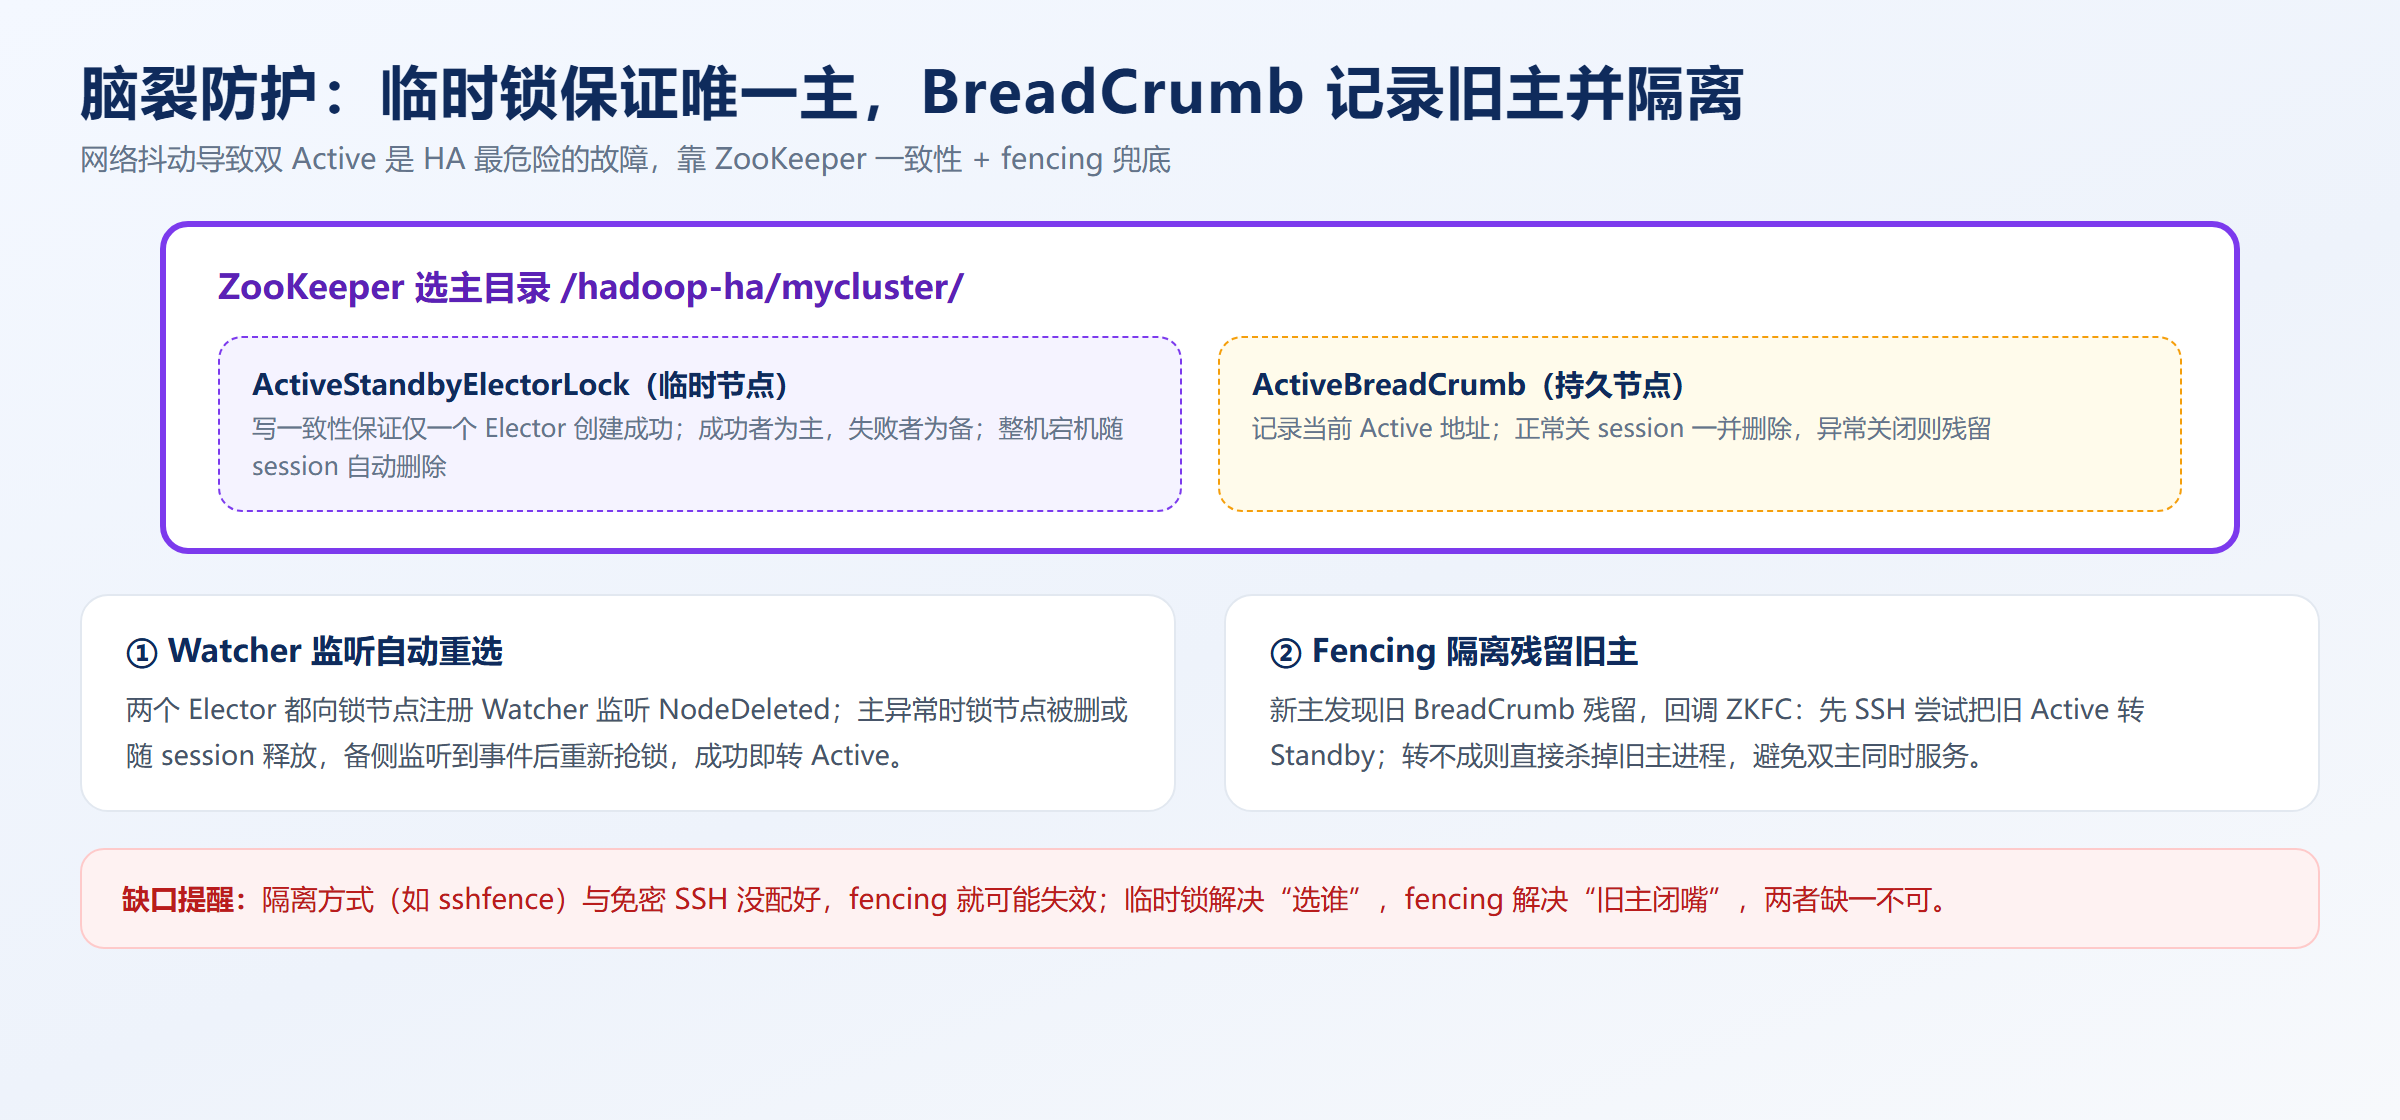 脑裂防护：临时锁保证唯一主，BreadCrumb 记录旧主并隔离
网络抖动导致双 Active 是 HA 最危险的故障，靠 ZooKeeper 一致性 + fencing 兜底
ZooKeeper 选主目录 /hadoop-ha/mycluster/
ActiveStandbyElectorLock（临时节点）
写一致性保证仅一个 Elector 创建成功；成功者为主，失败者为备；整机宕机随
session 自动删除
ActiveBreadCrumb（持久节点）
记录当前 Active 地址；正常关 session 一并删除，异常关闭则残留
① Watcher 监听自动重选
两个 Elector 都向锁节点注册 Watcher 监听 NodeDeleted；主异常时锁节点被删或
随 session 释放，备侧监听到事件后重新抢锁，成功即转 Active。
② Fencing 隔离残留旧主
新主发现旧 BreadCrumb 残留，回调 ZKFC：先 SSH 尝试把旧 Active 转
Standby；转不成则直接杀掉旧主进程，避免双主同时服务。
缺口提醒：隔离方式（如 sshfence）与免密 SSH 没配好，fencing 就可能失效；临时锁解决“选谁”，fencing 解决“旧主闭嘴”，两者缺一不可。